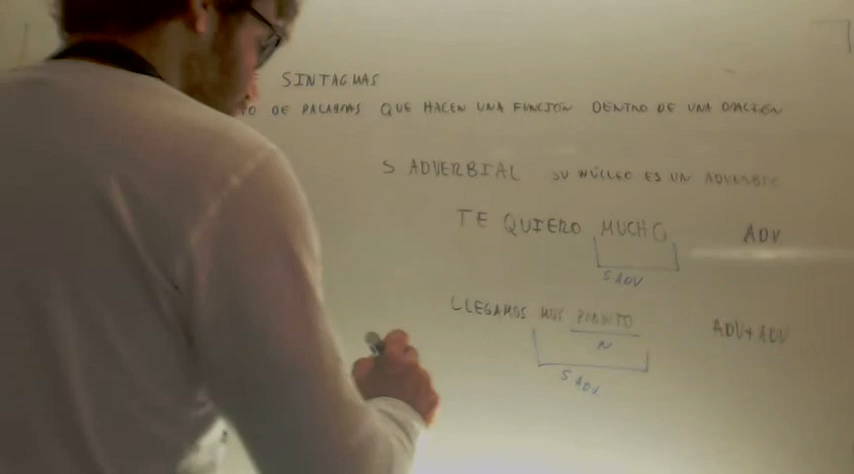 SINTAGMAS
DE PALABRAS QUE HACEN UNA FUNCIÓN DENTRO DE UNA ORACIÓN
S ADVERBIAL SU NÚCLEO ES UN ADVERBIO
TE QUIERO MUCHO ADV
S ADV
LLEGAMOS MUY PRONTO ADV+ADV
N
S ADV